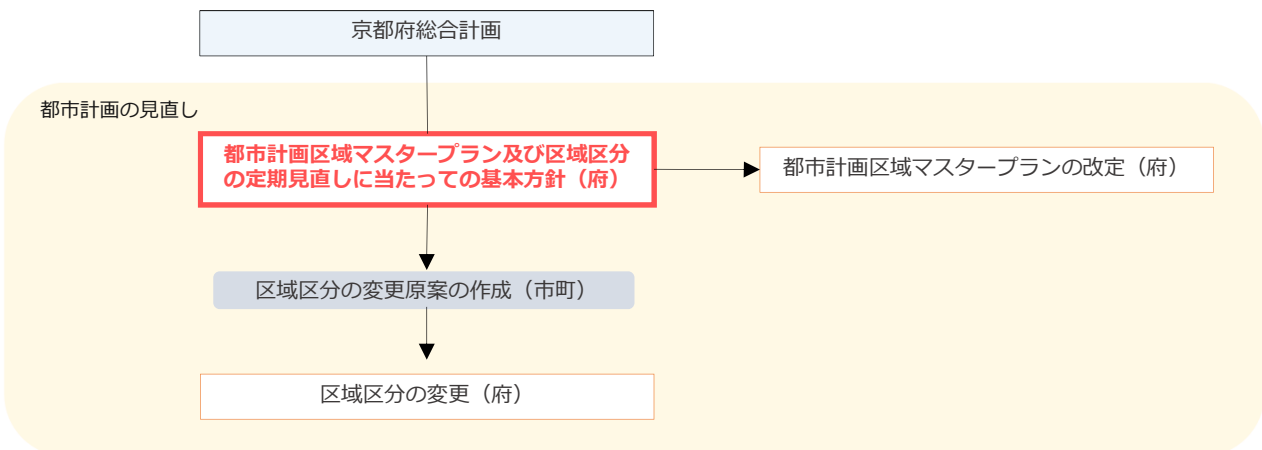 京都府総合計画
都市計画の見直し
都市計画区域マスタープラン及び区域区分
の定期見直しに当たっての基本方針（府）
都市計画区域マスタープランの改定（府）
区域区分の変更原案の作成（市町）
区域区分の変更（府）